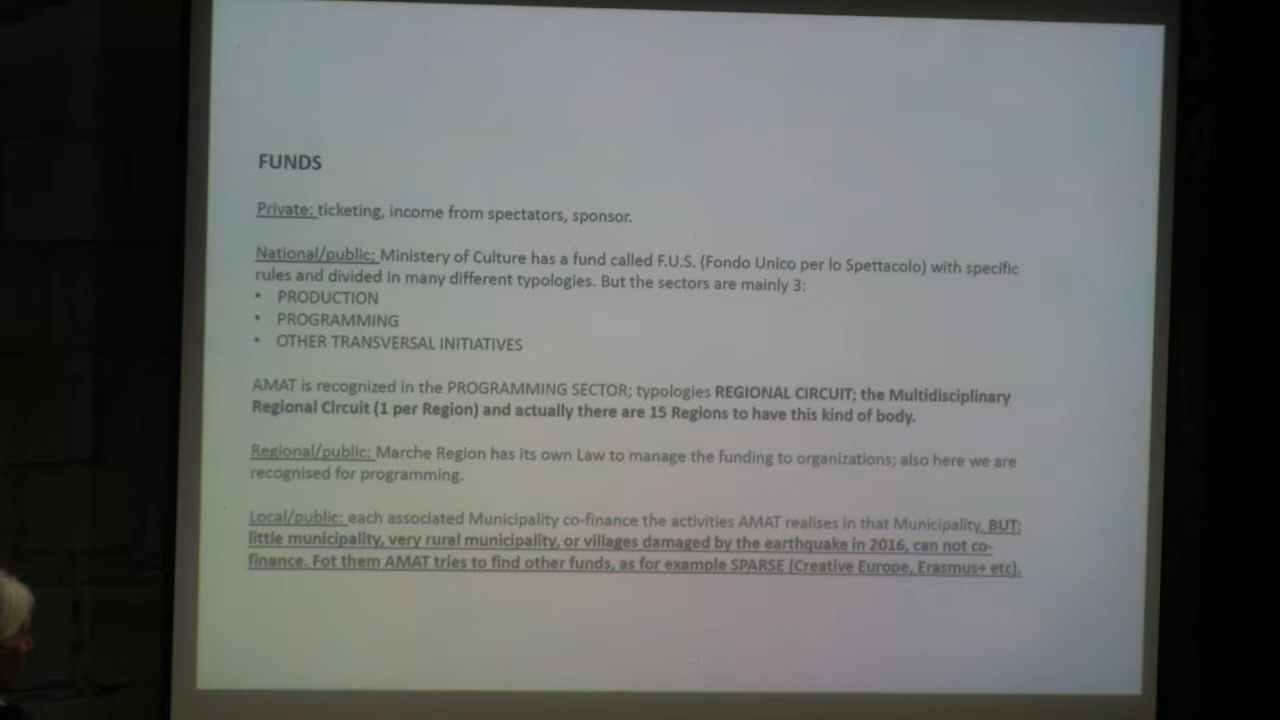 FUNDS
Private: ticketing, income from spectators, sponsor.
National/public: Ministery of Culture has a fund called F.U.S. (Fondo Unico per lo Spettacolo) with specific
rules and divided in many different typologies. But the sectors are mainly 3:
• PRODUCTION
• PROGRAMMING
• OTHER TRANSVERSAL INITIATIVES
AMAT is recognized in the PROGRAMMING SECTOR; typologies REGIONAL CIRCUIT; the Multidisciplinary
Regional Circuit (1 per Region) and actually there are 15 Regions to have this kind of body.
Regional/public: Marche Region has its own Law to manage the funding to organizations; also here we are
recognised for programming.
Local/public: each associated Municipality co-finance the activities AMAT realises in that Municipality. BUT:
little municipality, very rural municipality, or villages damaged by the earthquake in 2016, can not co-
finance. Fot them AMAT tries to find other funds, as for example SPARSE (Creative Europe, Erasmus+ etc).